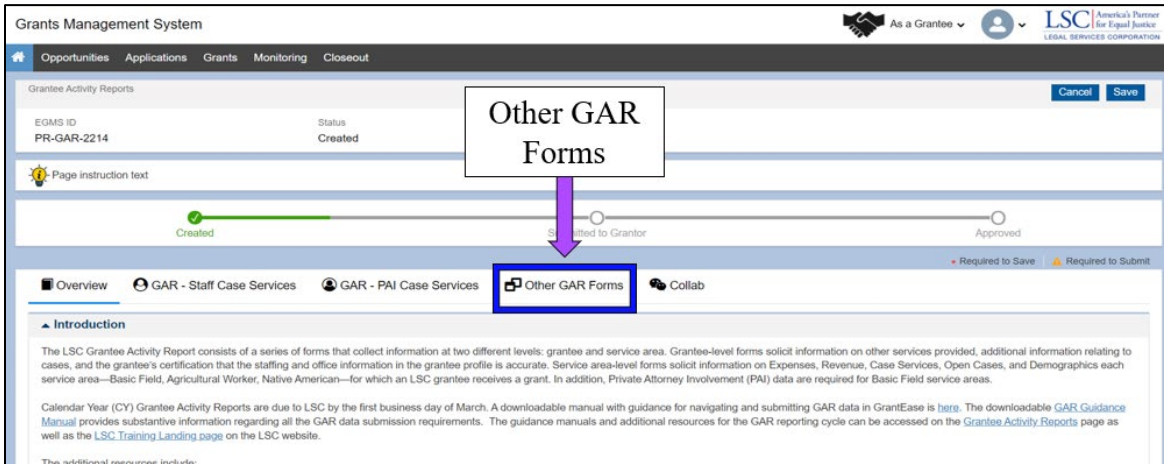 Grants Management System
As a Grantee
LSC America's Partner
for Equal Justice
LEGAL SERVICES CORPORATION
Opportunities Applications Grants Monitoring Closeout
Grantee Activity Reports
Cancel Save
Other GAR
Forms
EGMS ID Status
PR-GAR-2214 Created
Page instruction text
Created Submitted to Grantor Approved
Required to Save Required to Submit
Overview GAR - Staff Case Services GAR - PAI Case Services Other GAR Forms Collab
Introduction
The LSC Grantee Activity Report consists of a series of forms that collect information at two different levels: grantee and service area. Grantee-level forms solicit information on other services provided, additional information relating to
cases, and the grantee's certification that the staffing and office information in the grantee profile is accurate. Service area-level forms solicit information on Expenses, Revenue, Case Services, Open Cases, and Demographics each
service area—Basic Field, Agricultural Worker, Native American—for which an LSC grantee receives a grant. In addition, Private Attorney Involvement (PAI) data are required for Basic Field service areas.
Calendar Year (CY) Grantee Activity Reports are due to LSC by the first business day of March. A downloadable manual with guidance for navigating and submitting GAR data in GrantEase is here. The downloadable GAR Guidance
Manual provides substantive information regarding all the GAR data submission requirements. The guidance manuals and additional resources for the GAR reporting cycle can be accessed on the Grantee Activity Reports page as
well as the LSC Training Landing page on the LSC website.
The additional resources include: